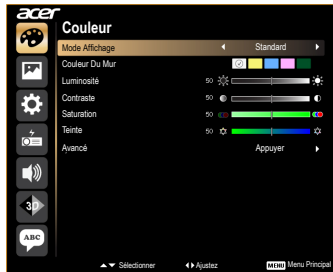 acer
Couleur
Mode Affichage Standard
Couleur Du Mur
Luminosité 50
Contraste 50
Saturation 50
Teinte 50
Avancé Appuyer
3D
ABC
Sélectionner Ajustez MENU Menu Principal